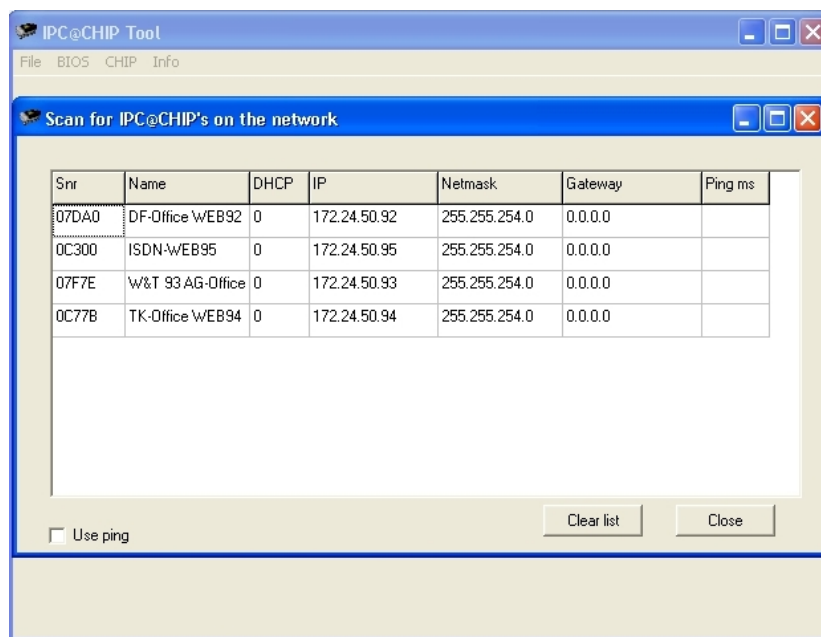 IPC@CHIP Tool
File BIOS CHIP Info
Scan for IPC@CHIP's on the network
Snr Name DHCP IP Netmask Gateway Ping ms
07DA0 DF-Office WEB92 0 172.24.50.92 255.255.254.0 0.0.0.0
0C300 ISDN-WEB95 0 172.24.50.95 255.255.254.0 0.0.0.0
07F7E W&T 93 AG-Office 0 172.24.50.93 255.255.254.0 0.0.0.0
0C77B TK-Office WEB94 0 172.24.50.94 255.255.254.0 0.0.0.0
Clear list Close
Use ping